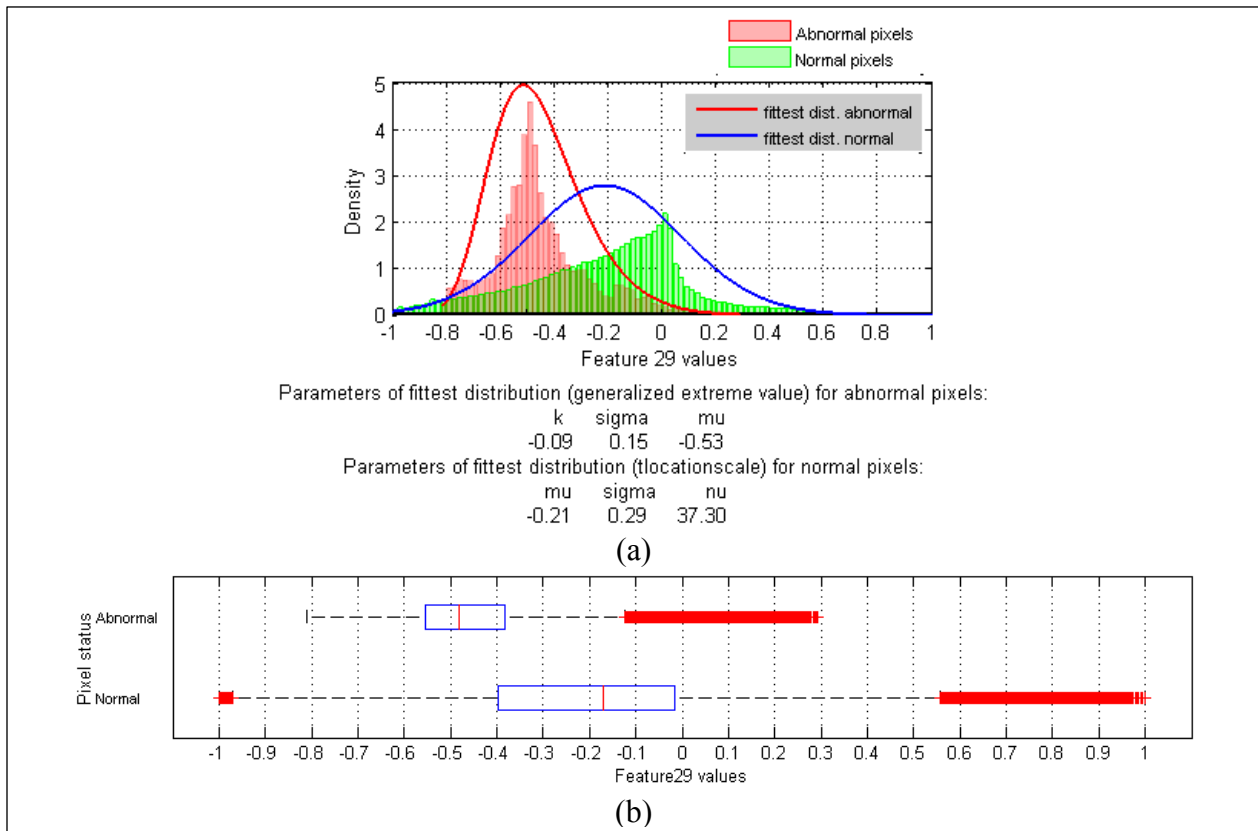 Abnormal pixels
Normal pixels
fittest dist. abnormal
fittest dist. normal
Density
5
4
3
2
1
0
-1 -0.8 -0.6 -0.4 -0.2 0 0.2 0.4 0.6 0.8 1
Feature 29 values
Parameters of fittest distribution (generalized extreme value) for abnormal pixels:
k sigma mu
-0.09 0.15 -0.53
Parameters of fittest distribution (tlocationscale) for normal pixels:
mu sigma nu
-0.21 0.29 37.30
(a)
Pixel status
Abnormal
Normal
-1 -0.9 -0.8 -0.7 -0.6 -0.5 -0.4 -0.3 -0.2 -0.1 0 0.1 0.2 0.3 0.4 0.5 0.6 0.7 0.8 0.9 1
Feature29 values
(b)